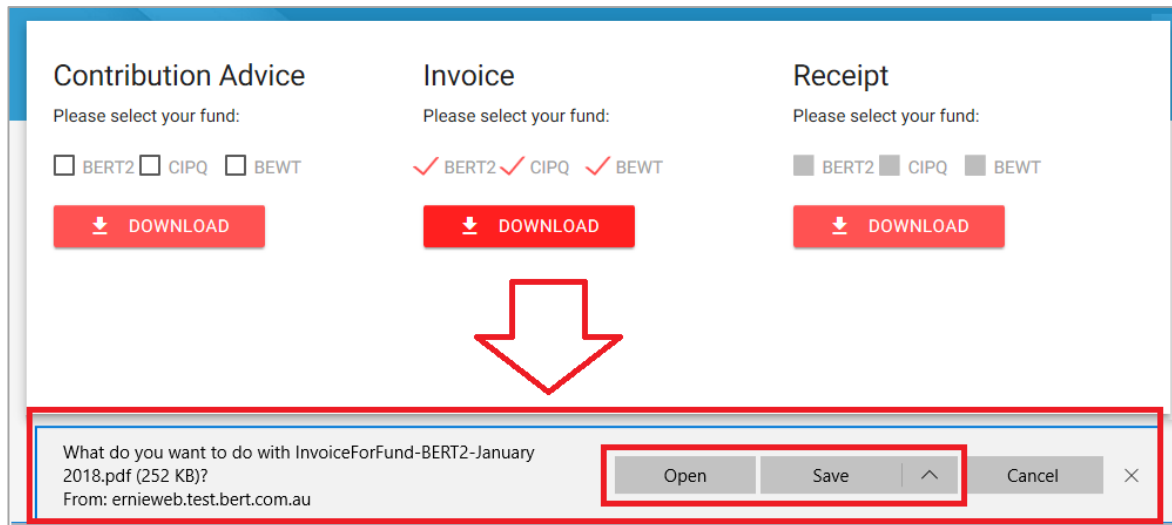 Contribution Advice
Please select your fund:
BERT2 CIPQ BEWT
DOWNLOAD
Invoice
Please select your fund:
BERT2 CIPQ BEWT
DOWNLOAD
Receipt
Please select your fund:
BERT2 CIPQ BEWT
DOWNLOAD
What do you want to do with InvoiceForFund-BERT2-January
2018.pdf (252 KB)?
From: ernieweb.test.bert.com.au
Open Save Cancel